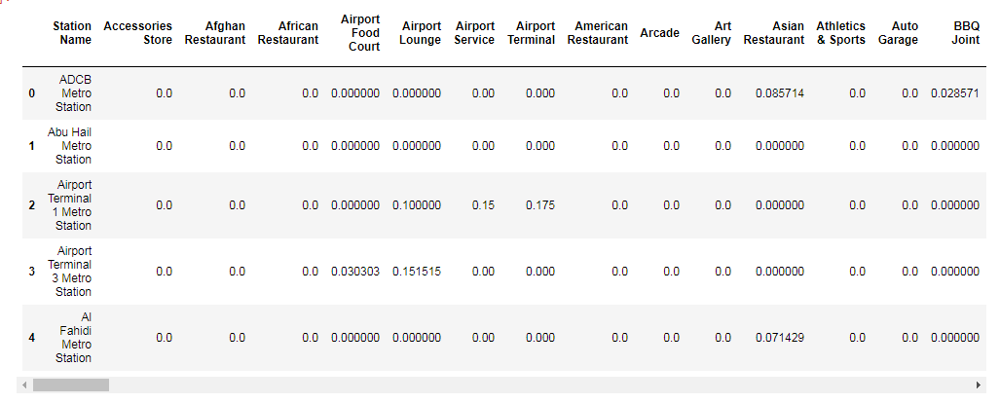 Station Name Accessories Store Afghan Restaurant African Restaurant Airport Food Court Airport Lounge Airport Service Airport Terminal American Restaurant Arcade Art Gallery Asian Restaurant Athletics & Sports Auto Garage BBQ Joint
0 ADCB Metro Station 0.0 0.0 0.0 0.000000 0.000000 0.00 0.000 0.0 0.0 0.0 0.085714 0.0 0.0 0.028571
1 Abu Hail Metro Station 0.0 0.0 0.0 0.000000 0.000000 0.00 0.000 0.0 0.0 0.0 0.000000 0.0 0.0 0.000000
2 Airport Terminal 1 Metro Station 0.0 0.0 0.0 0.000000 0.100000 0.15 0.175 0.0 0.0 0.0 0.000000 0.0 0.0 0.000000
3 Airport Terminal 3 Metro Station 0.0 0.0 0.0 0.030303 0.151515 0.00 0.000 0.0 0.0 0.0 0.000000 0.0 0.0 0.000000
4 Al Fahidi Metro Station 0.0 0.0 0.0 0.000000 0.000000 0.00 0.000 0.0 0.0 0.0 0.071429 0.0 0.0 0.000000